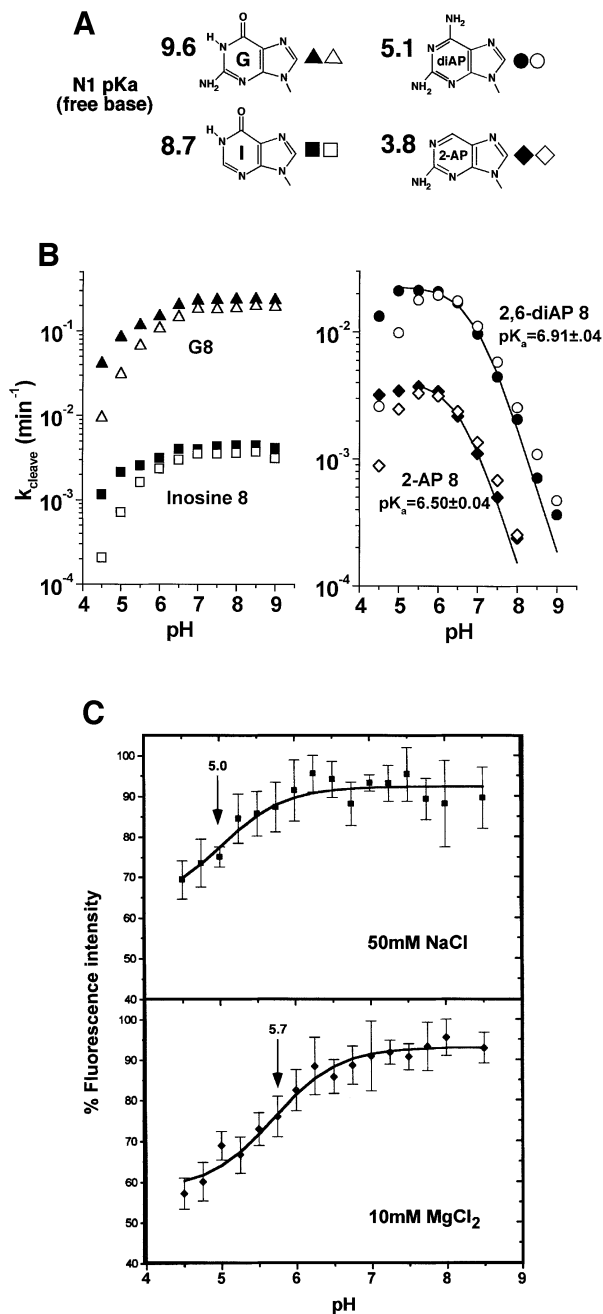 A
N1 pKa
(free base)
9.6
O
H
N
N
G
NH₂
N
N
5.1
NH₂
N
N
diAP
NH₂
N
N
8.7
O
H
N
N
I
N
N
3.8
N
N
2-AP
NH₂
N
N
B
k_cleave (min⁻¹)
10⁻¹
10⁻²
10⁻³
10⁻⁴
G8
Inosine 8
4 5 6 7 8 9
pH
10⁻²
10⁻³
10⁻⁴
2,6-diAP 8
pKₐ=6.91±.04
2-AP 8
pKₐ=6.50±0.04
4 5 6 7 8 9
pH
C
% Fluorescence intensity
100
90
80
70
60
50
40
5.0
50mM NaCl
100
90
80
70
60
50
40
5.7
10mM MgCl₂
4 5 6 7 8 9
pH